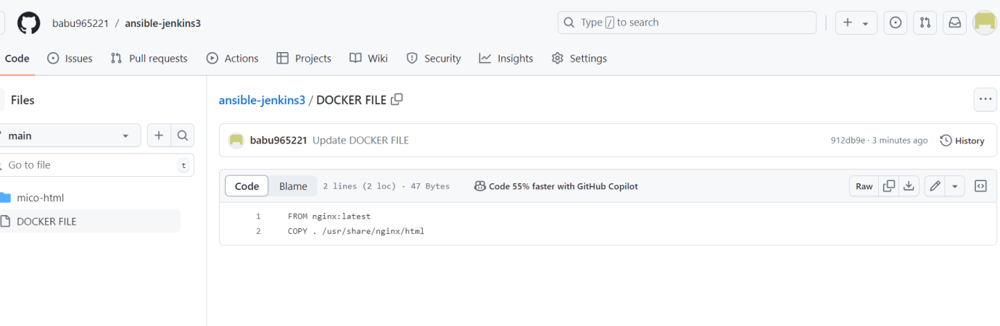 babu965221 / ansible-jenkins3
Type / to search
Code Issues Pull requests Actions Projects Wiki Security Insights Settings
Files
main
Go to file t
mico-html
DOCKER FILE
ansible-jenkins3 / DOCKER FILE
babu965221 Update DOCKER FILE 912db9e · 3 minutes ago History
Code Blame 2 lines (2 loc) · 47 Bytes Code 55% faster with GitHub Copilot Raw
1 FROM nginx:latest
2 COPY . /usr/share/nginx/html